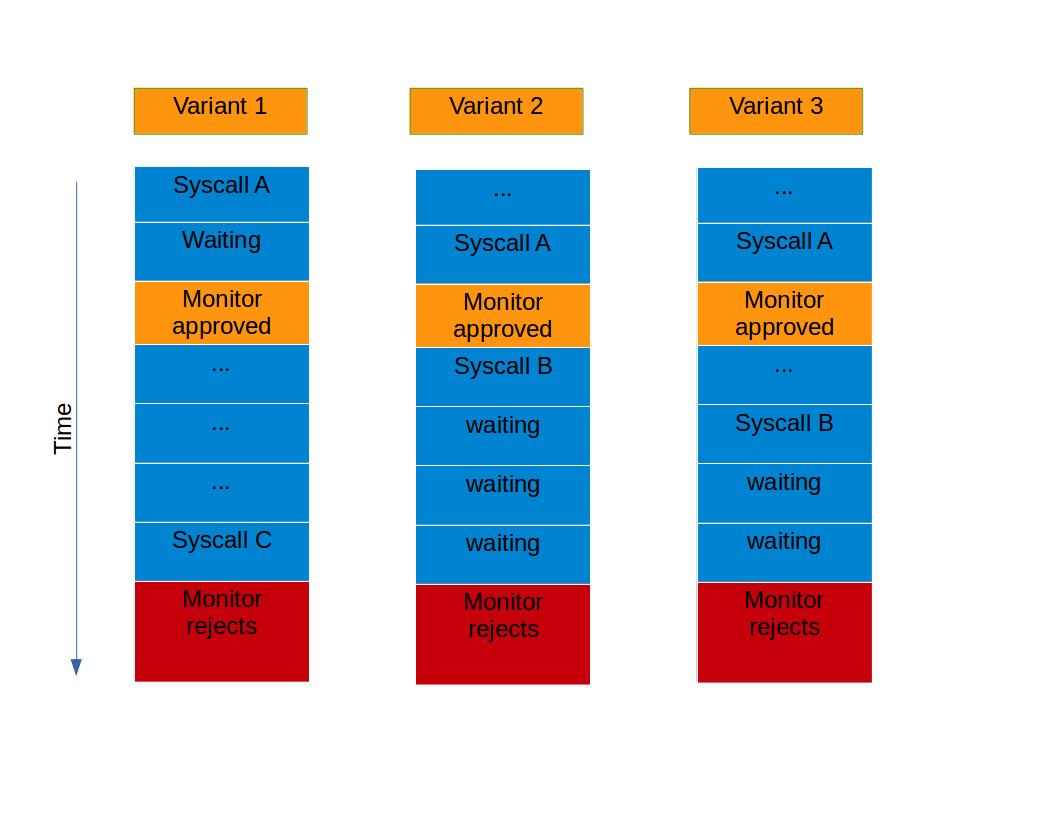 Variant 1
Variant 2
Variant 3
Time
Syscall A
Waiting
Monitor
approved
...
...
...
Syscall C
Monitor
rejects
...
Syscall A
Monitor
approved
Syscall B
waiting
waiting
waiting
Monitor
rejects
...
Syscall A
Monitor
approved
...
Syscall B
waiting
waiting
Monitor
rejects